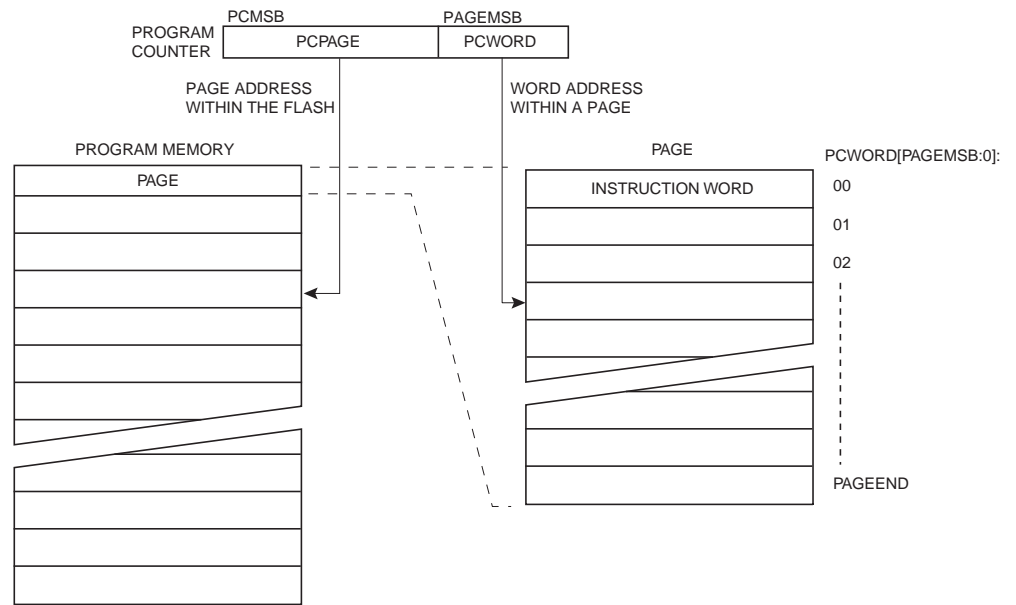 PCMSB
PAGEMSB
PROGRAM
COUNTER
PCPAGE
PCWORD
PAGE ADDRESS
WITHIN THE FLASH
WORD ADDRESS
WITHIN A PAGE
PROGRAM MEMORY
PAGE
PAGE
PCWORD[PAGEMSB:0]:
INSTRUCTION WORD
00
01
02
PAGEEND